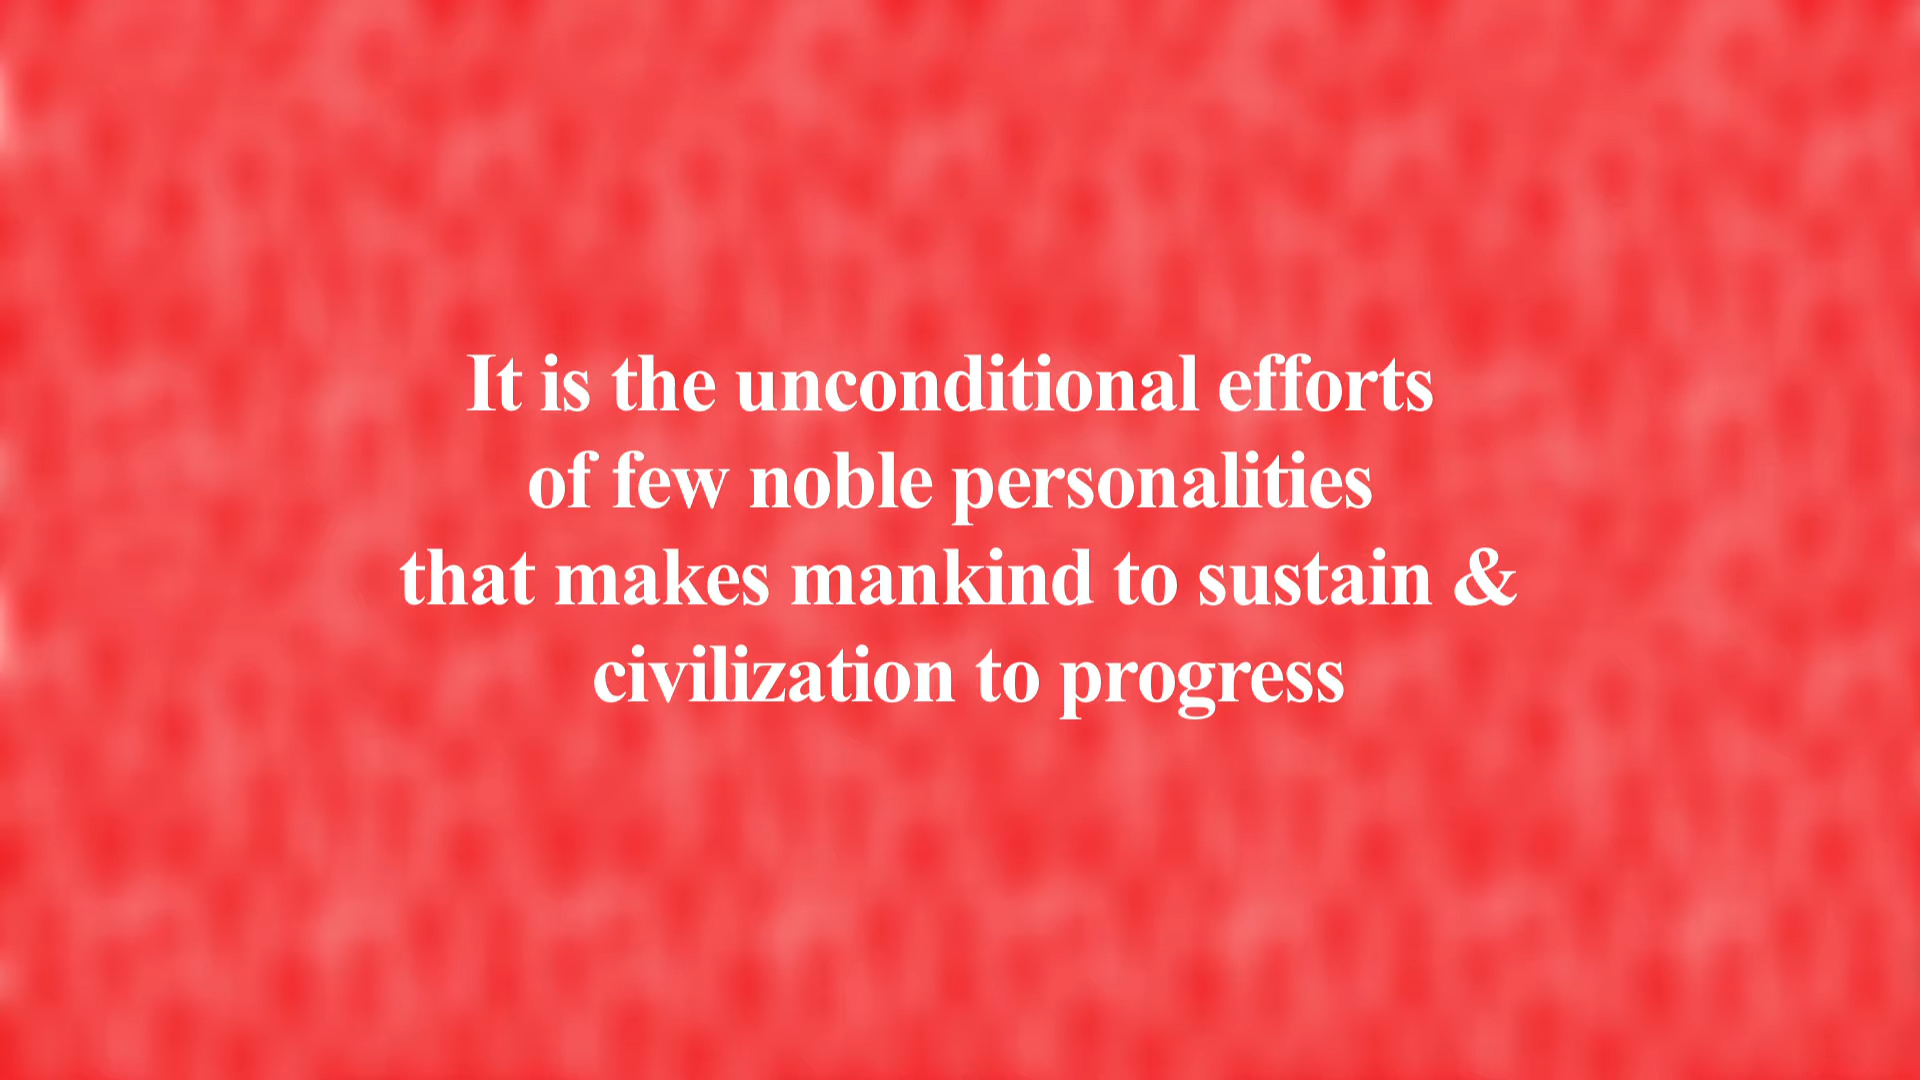 It is the unconditional efforts
of few noble personalities
that makes mankind to sustain &
civilization to progress